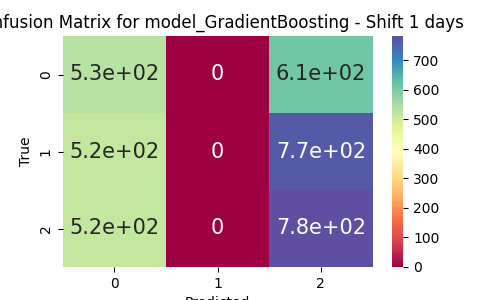 nfusion Matrix for model_GradientBoosting - Shift 1 days
0 5.3e+02 0 6.1e+02
1 5.2e+02 0 7.7e+02
2 5.2e+02 0 7.8e+02
True
0 1 2
Predicted
700
600
500
400
300
200
100
0